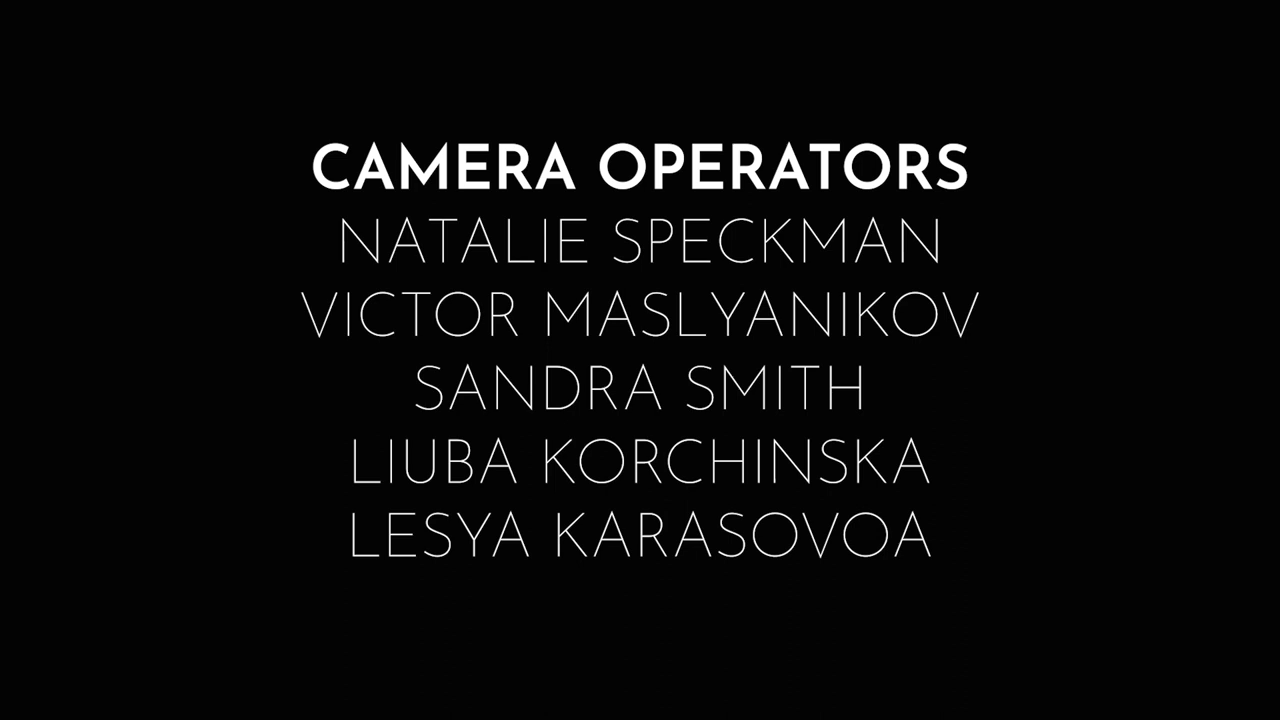 CAMERA OPERATORS
NATALIE SPECKMAN
VICTOR MASLYANIKOV
SANDRA SMITH
LIUBA KORCHINSKA
LESYA KARASOVOA